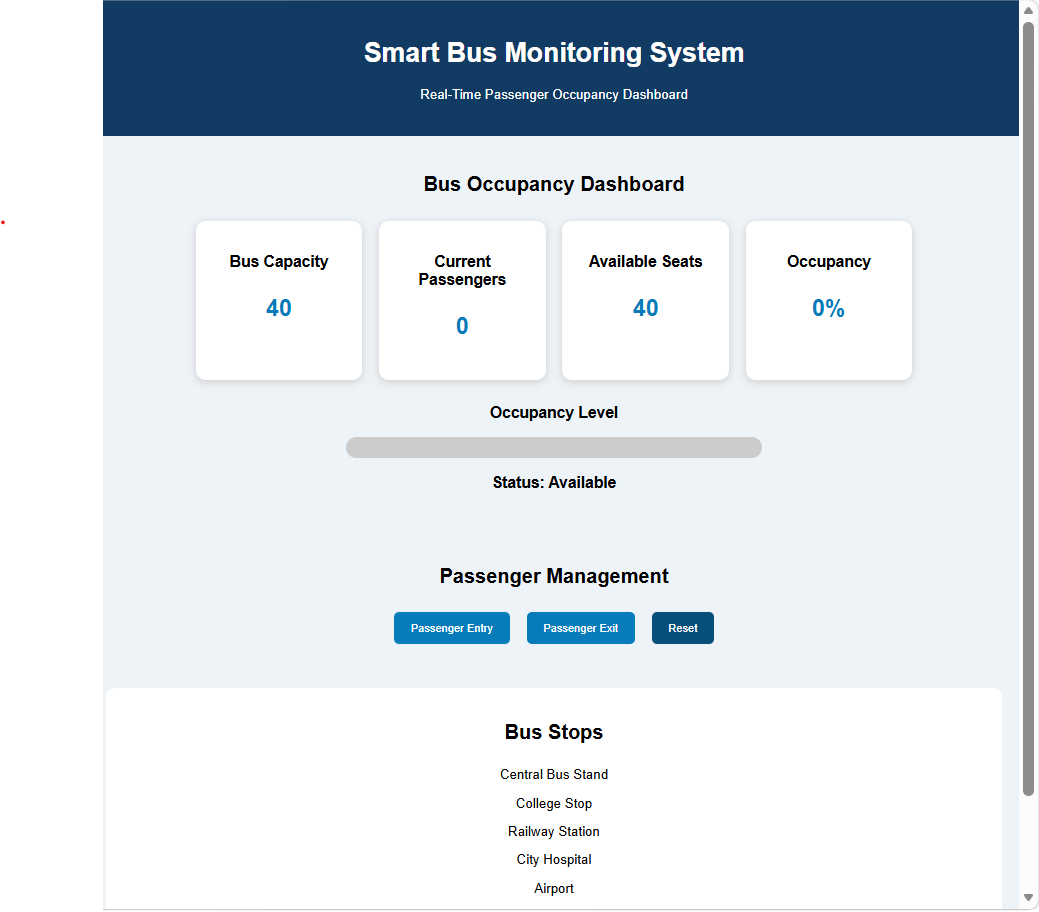 Smart Bus Monitoring System
Real-Time Passenger Occupancy Dashboard
Bus Occupancy Dashboard
Bus Capacity
40
Current
Passengers
0
Available Seats
40
Occupancy
0%
Occupancy Level
Status: Available
Passenger Management
Passenger Entry
Passenger Exit
Reset
Bus Stops
Central Bus Stand
College Stop
Railway Station
City Hospital
Airport